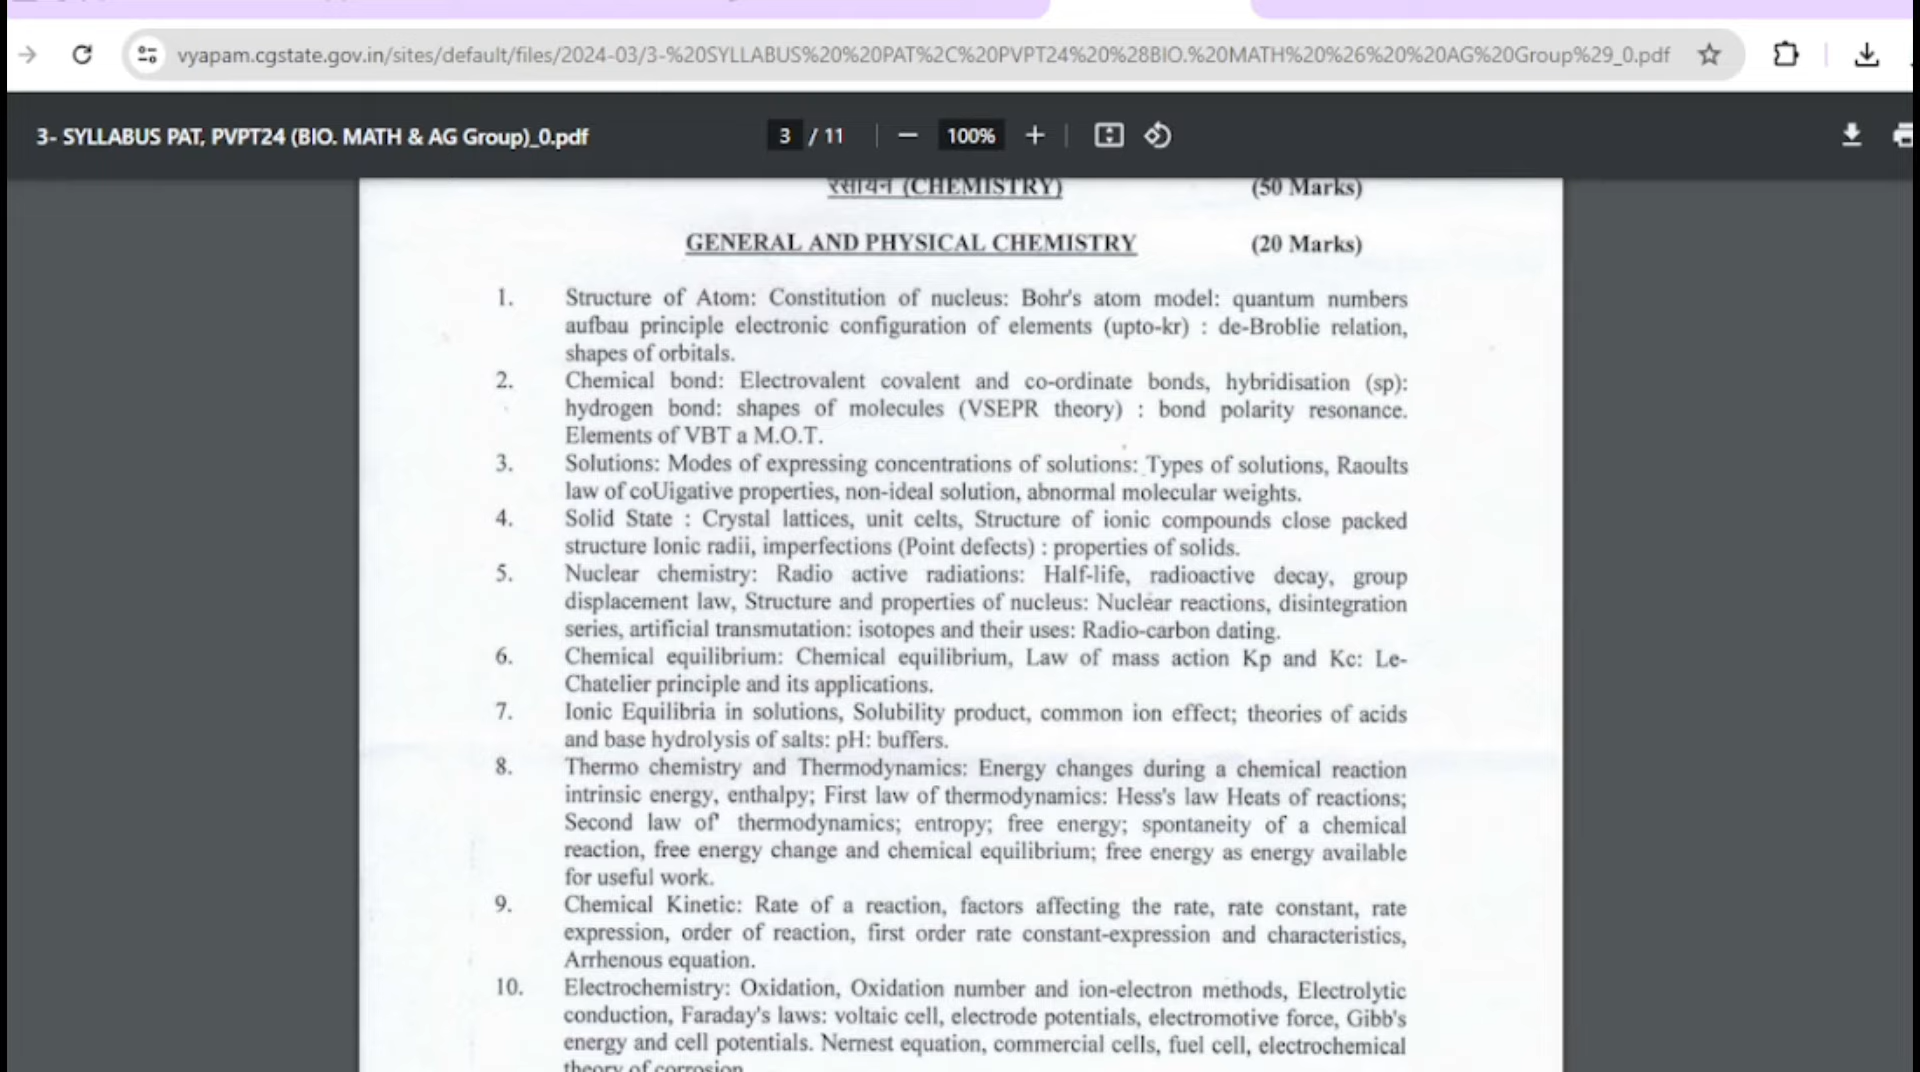 vyapam.cgstate.gov.in/sites/default/files/2024-03/3-%20SYLLABUS%20%20PAT%2C%20PVPT24%20%28BIO.%20MATH%20%26%20%20AG%20Group%29_0.pdf
3- SYLLABUS PAT, PVPT24 (BIO. MATH & AG Group)_0.pdf 3 / 11 100%
रसायन (CHEMISTRY) (50 Marks)
GENERAL AND PHYSICAL CHEMISTRY (20 Marks)
1. Structure of Atom: Constitution of nucleus: Bohr's atom model: quantum numbers
aufbau principle electronic configuration of elements (upto-kr) : de-Broblie relation,
shapes of orbitals.
2. Chemical bond: Electrovalent covalent and co-ordinate bonds, hybridisation (sp):
hydrogen bond: shapes of molecules (VSEPR theory) : bond polarity resonance.
Elements of VBT a M.O.T.
3. Solutions: Modes of expressing concentrations of solutions: Types of solutions, Raoults
law of coUigative properties, non-ideal solution, abnormal molecular weights.
4. Solid State : Crystal lattices, unit celts, Structure of ionic compounds close packed
structure Ionic radii, imperfections (Point defects) : properties of solids.
5. Nuclear chemistry: Radio active radiations: Half-life, radioactive decay, group
displacement law, Structure and properties of nucleus: Nuclear reactions, disintegration
series, artificial transmutation: isotopes and their uses: Radio-carbon dating.
6. Chemical equilibrium: Chemical equilibrium, Law of mass action Kp and Kc: Le-
Chatelier principle and its applications.
7. Ionic Equilibria in solutions, Solubility product, common ion effect; theories of acids
and base hydrolysis of salts: pH: buffers.
8. Thermo chemistry and Thermodynamics: Energy changes during a chemical reaction
intrinsic energy, enthalpy; First law of thermodynamics: Hess's law Heats of reactions;
Second law of thermodynamics; entropy; free energy; spontaneity of a chemical
reaction, free energy change and chemical equilibrium; free energy as energy available
for useful work.
9. Chemical Kinetic: Rate of a reaction, factors affecting the rate, rate constant, rate
expression, order of reaction, first order rate constant-expression and characteristics,
Arrhenous equation.
10. Electrochemistry: Oxidation, Oxidation number and ion-electron methods, Electrolytic
conduction, Faraday's laws: voltaic cell, electrode potentials, electromotive force, Gibb's
energy and cell potentials. Nernest equation, commercial cells, fuel cell, electrochemical
theory of corrosion